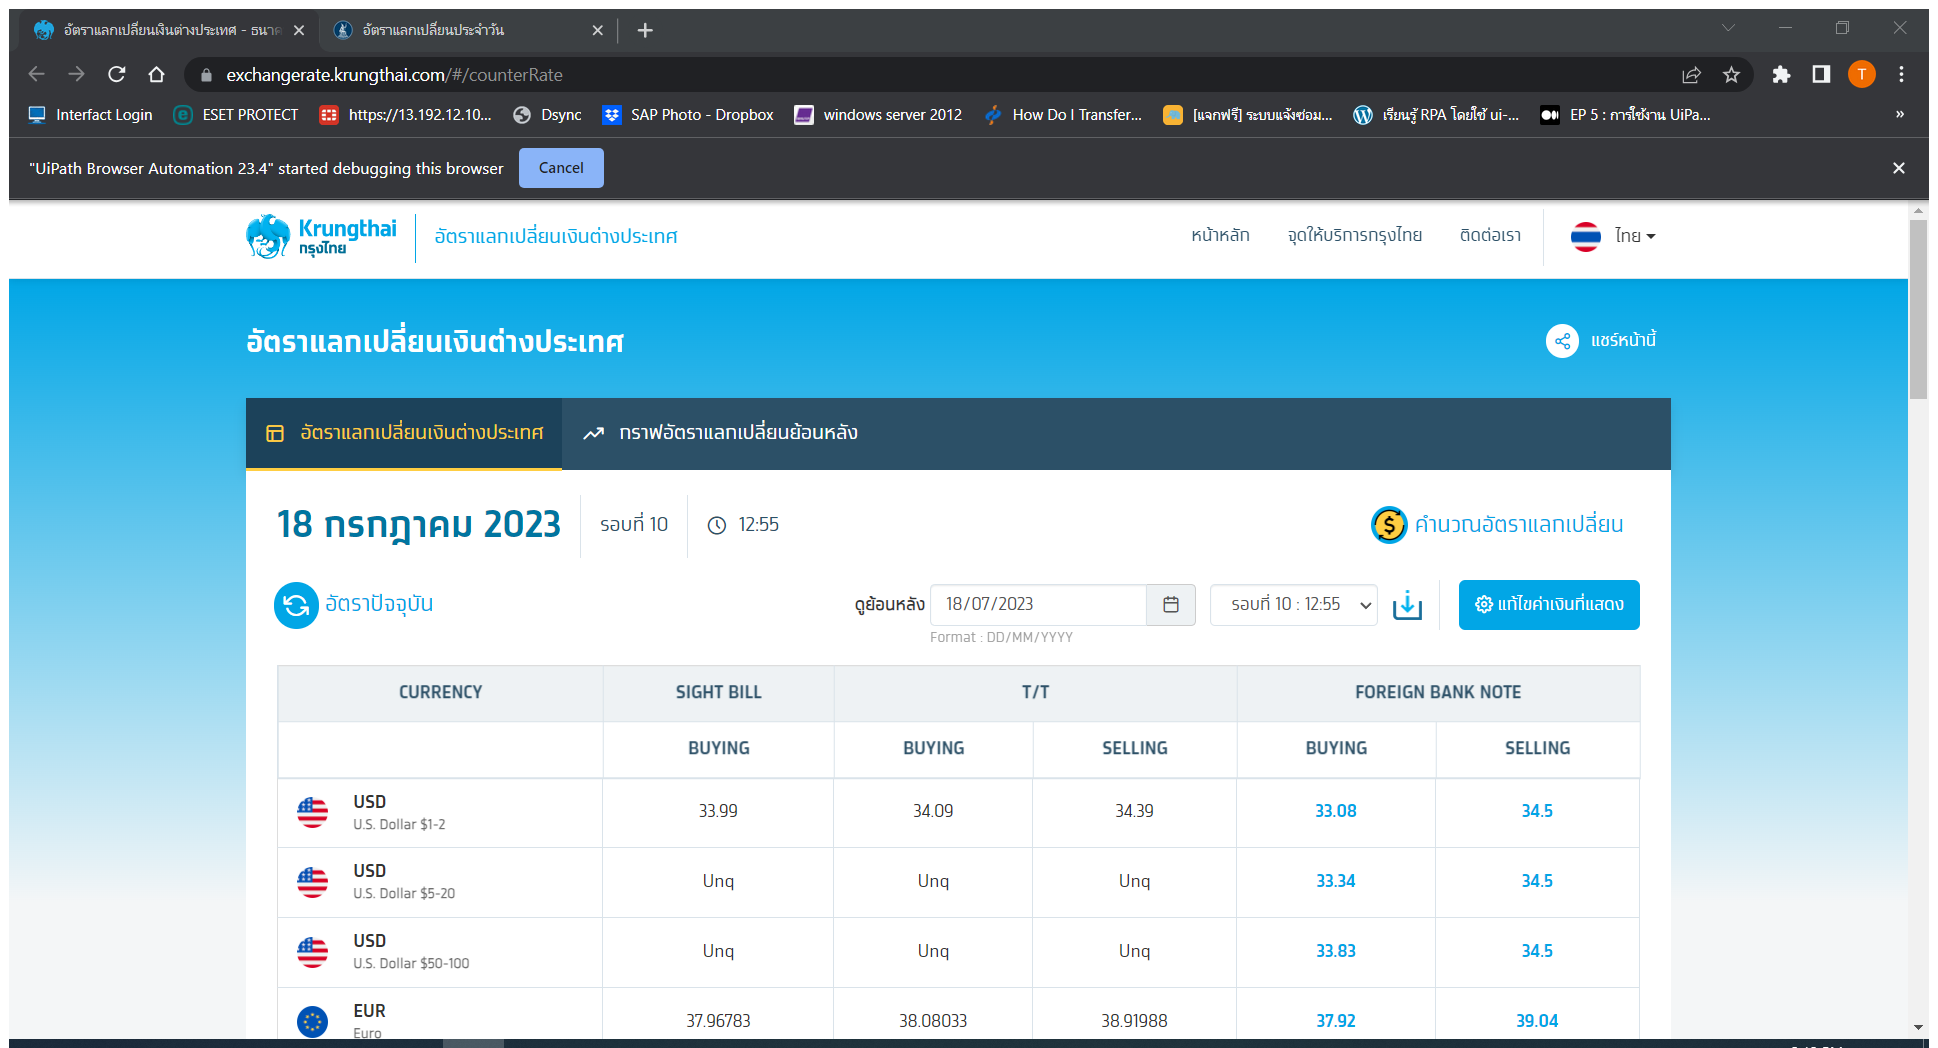 อัตราแลกเปลี่ยนเงินต่างประเทศ - ธนาค
อัตราแลกเปลี่ยนประจำวัน
exchangerate.krungthai.com/#/counterRate
T
Interfact Login
ESET PROTECT
https://13.192.12.10...
Dsync
SAP Photo - Dropbox
windows server 2012
How Do I Transfer...
[แจกฟรี] ระบบแจ้งซ่อม...
เรียนรู้ RPA โดยใช้ ui-...
EP 5 : การใช้งาน UiPa...
»
"UiPath Browser Automation 23.4" started debugging this browser
Cancel
Krungthai
กรุงไทย
อัตราแลกเปลี่ยนเงินต่างประเทศ
หน้าหลัก
จุดให้บริการกรุงไทย
ติดต่อเรา
ไทย
อัตราแลกเปลี่ยนเงินต่างประเทศ
แชร์หน้านี้
อัตราแลกเปลี่ยนเงินต่างประเทศ
กราฟอัตราแลกเปลี่ยนย้อนหลัง
18 กรกฎาคม 2023
รอบที่ 10
12:55
คำนวณอัตราแลกเปลี่ยน
อัตราปัจจุบัน
ดูย้อนหลัง
18/07/2023
รอบที่ 10 : 12:55
แก้ไขค่าเงินที่แสดง
Format : DD/MM/YYYY
CURRENCY SIGHT BILL T/T FOREIGN BANK NOTE
BUYING BUYING SELLING BUYING SELLING
USD
U.S. Dollar $1-2
33.99 34.09 34.39 33.08 34.5
USD
U.S. Dollar $5-20
Unq Unq Unq 33.34 34.5
USD
U.S. Dollar $50-100
Unq Unq Unq 33.83 34.5
EUR
Euro
37.96783 38.08033 38.91988 37.92 39.04